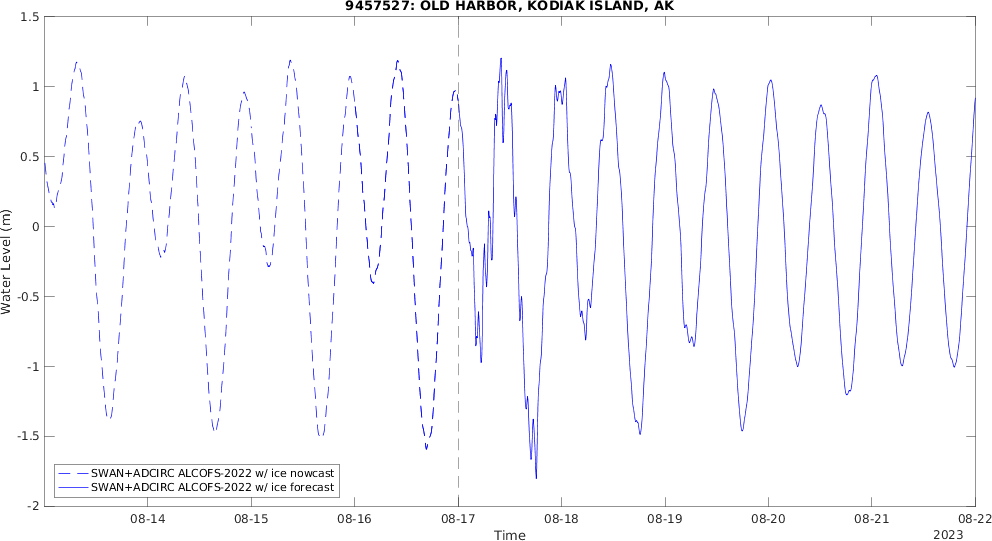 9457527: OLD HARBOR, KODIAK ISLAND, AK
Water Level (m)
1.5
1
0.5
0
-0.5
-1
-1.5
-2
SWAN+ADCIRC ALCOFS-2022 w/ ice nowcast
SWAN+ADCIRC ALCOFS-2022 w/ ice forecast
08-14 08-15 08-16 08-17 08-18 08-19 08-20 08-21 08-22
Time
2023